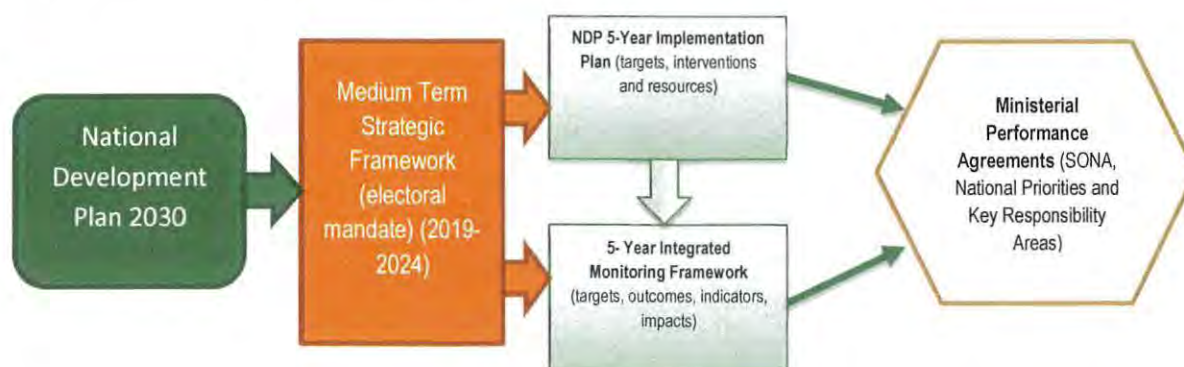 National
Development
Plan 2030
Medium Term
Strategic
Framework
(electoral
mandate) (2019-
2024)
NDP 5-Year Implementation
Plan (targets, interventions
and resources)
5- Year Integrated
Monitoring Framework
(targets, outcomes, indicators,
impacts)
Ministerial
Performance
Agreements (SONA,
National Priorities and
Key Responsibility
Areas)